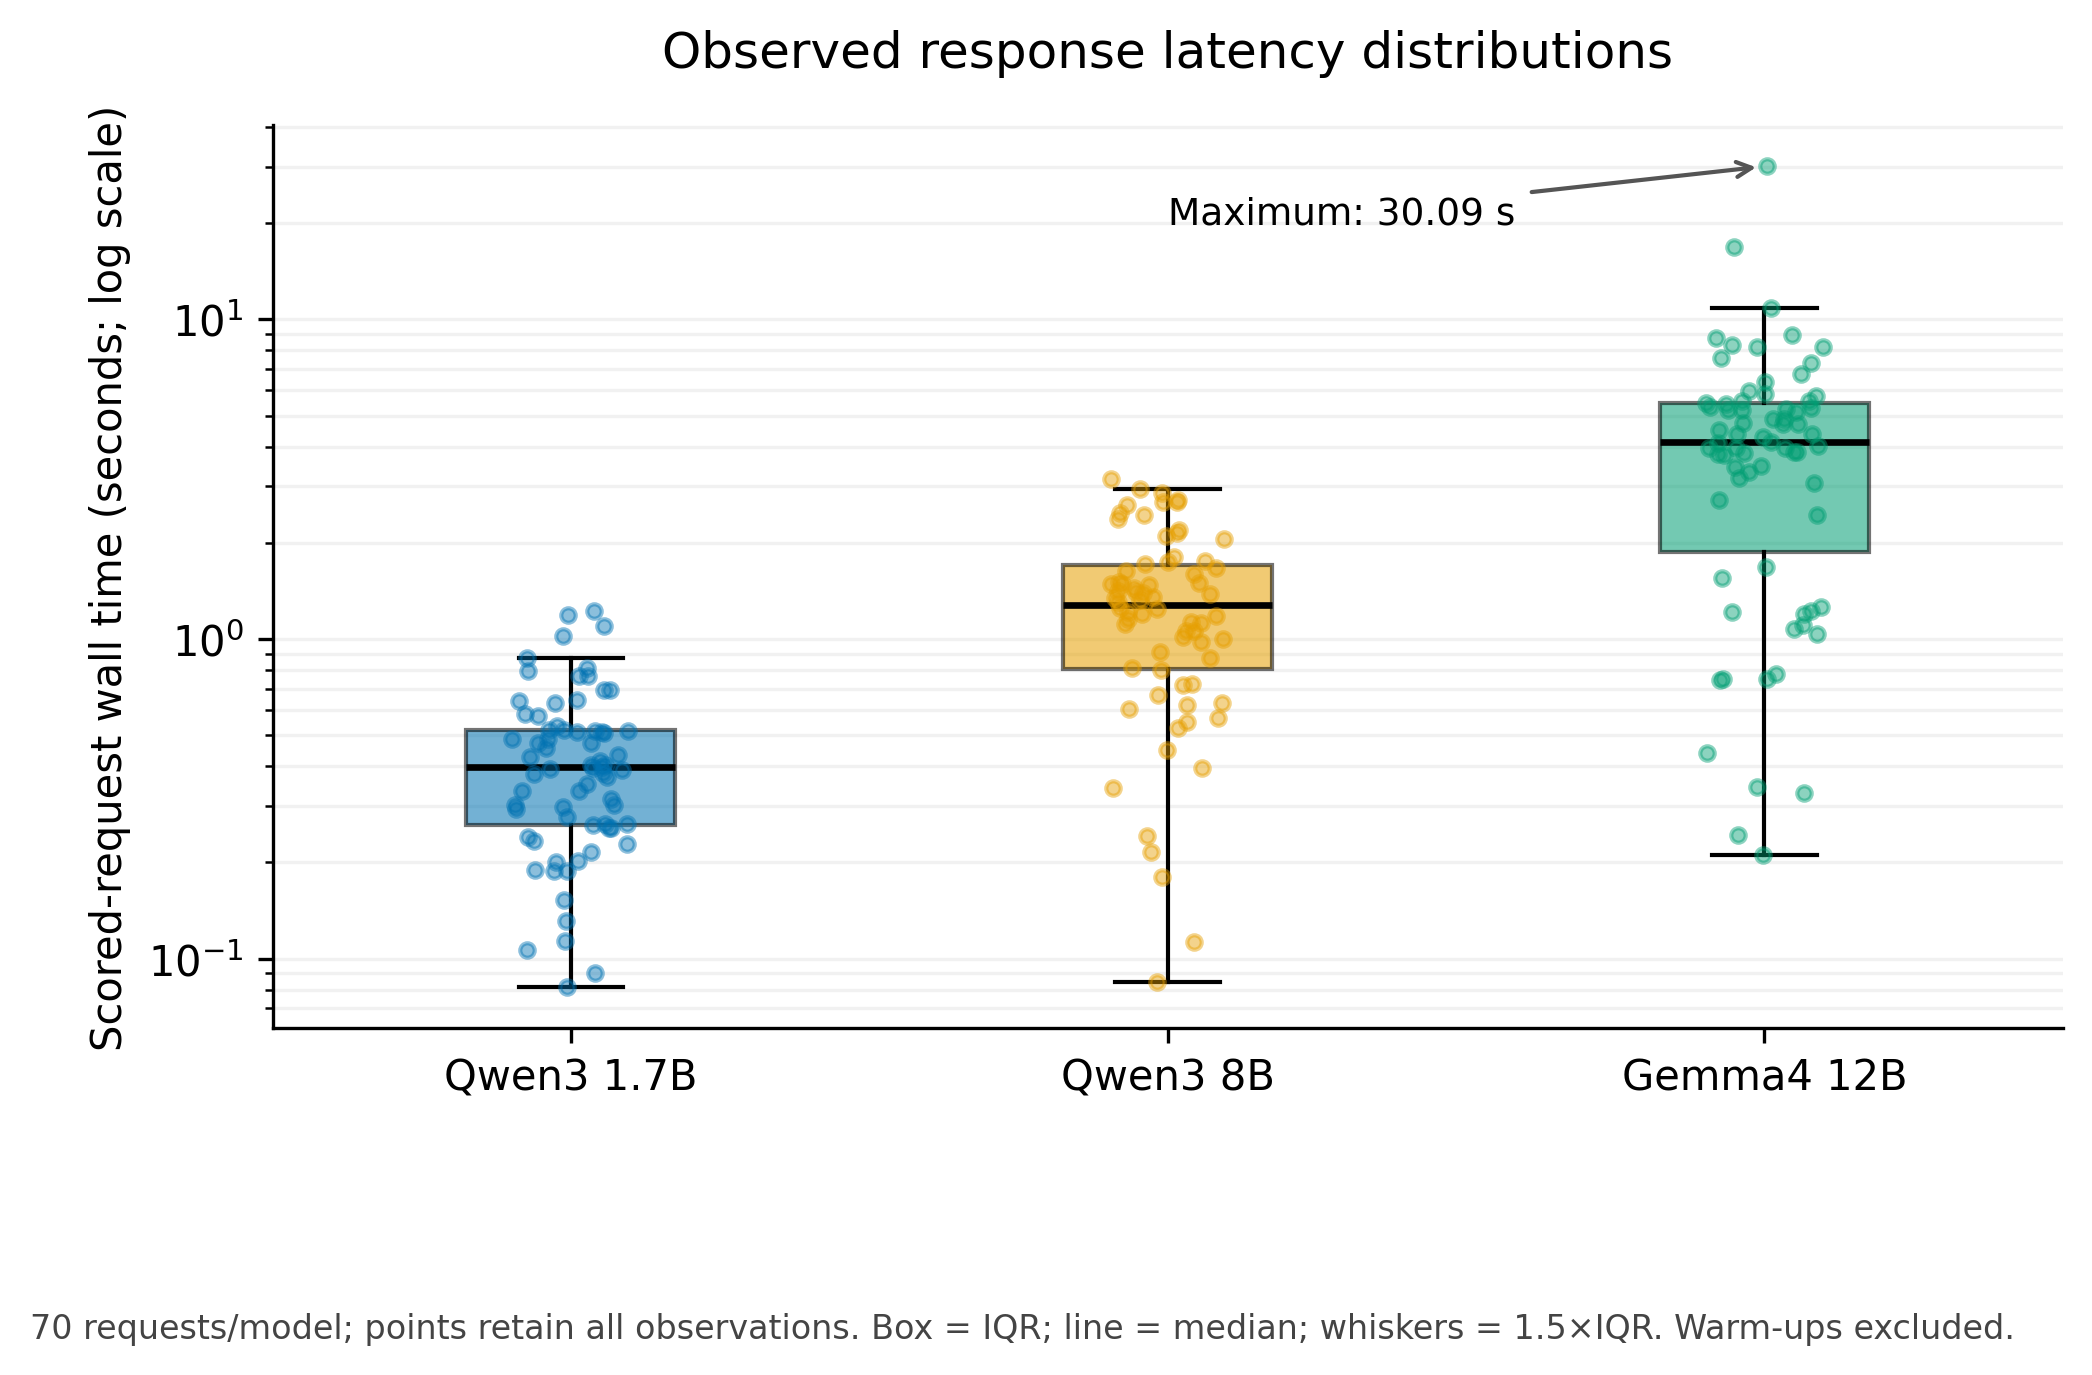 Observed response latency distributions
Scored-request wall time (seconds; log scale)
Maximum: 30.09 s
10¹
10⁰
10⁻¹
Qwen3 1.7B
Qwen3 8B
Gemma4 12B
70 requests/model; points retain all observations. Box = IQR; line = median; whiskers = 1.5×IQR. Warm-ups excluded.